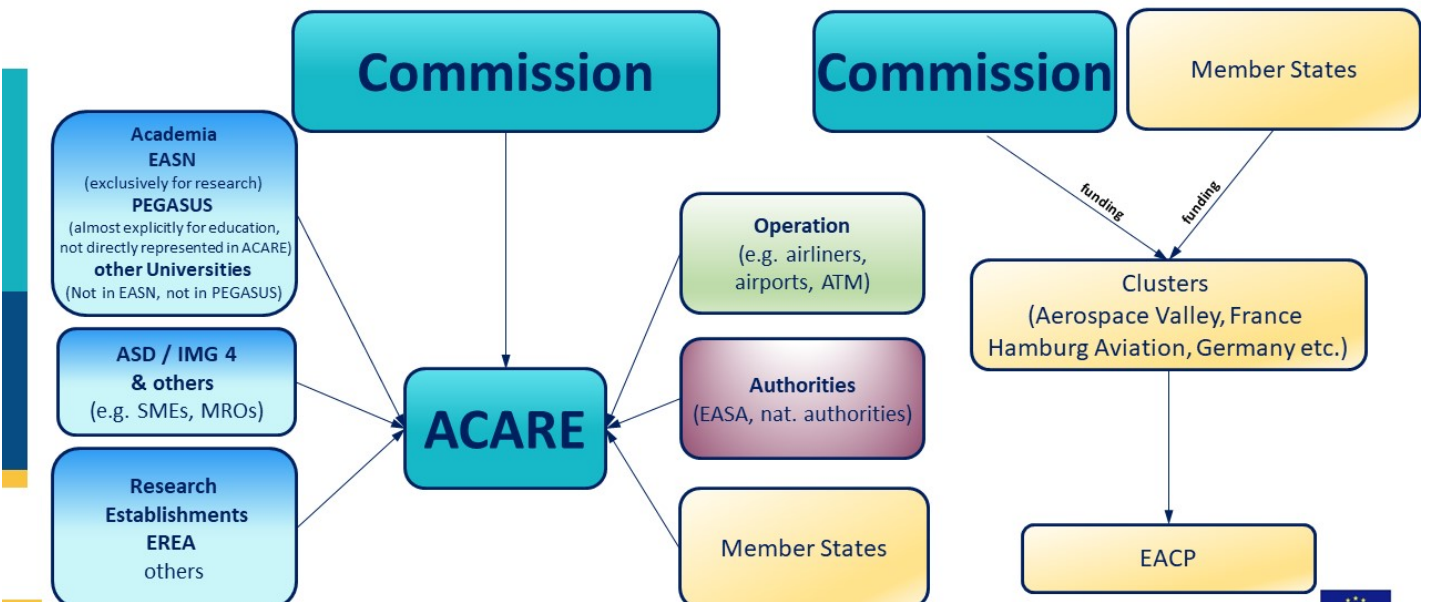 Commission
Commission
Member States
Academia
EASN
(exclusively for research)
PEGASUS
(almost explicitly for education,
not directly represented in ACARE)
other Universities
(Not in EASN, not in PEGASUS)
ASD / IMG 4
& others
(e.g. SMEs, MROs)
Research
Establishments
EREA
others
ACARE
Operation
(e.g. airliners,
airports, ATM)
Authorities
(EASA, nat. authorities)
Member States
funding
funding
Clusters
(Aerospace Valley, France
Hamburg Aviation, Germany etc.)
EACP